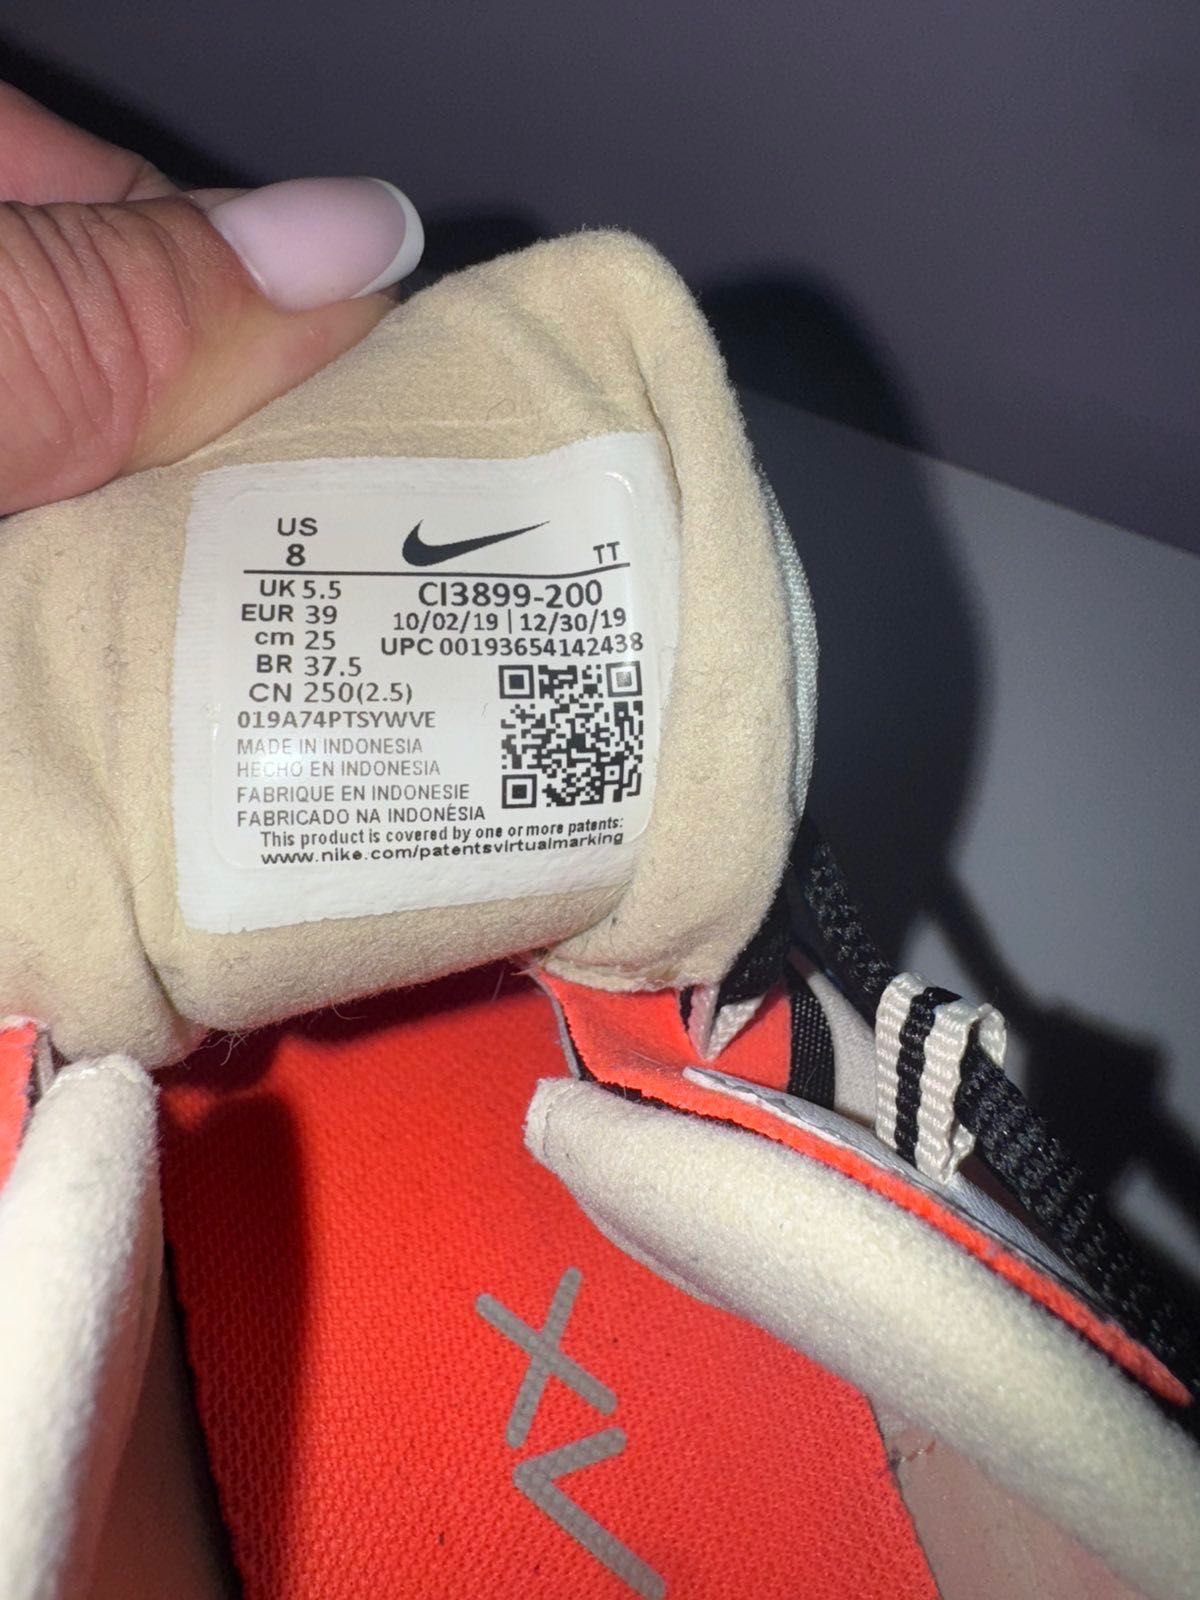 US
8
TT
UK 5.5
CI3899-200
EUR 39
10/02/19 | 12/30/19
cm 25
UPC 00193654142438
BR 37.5
CN 250(2.5)
019A74PTSYWVE
MADE IN INDONESIA
HECHO EN INDONESIA
FABRIQUE EN INDONESIE
FABRICADO NA INDONÉSIA
This product is covered by one or more patents:
www.nike.com/patentsvirtualmarking